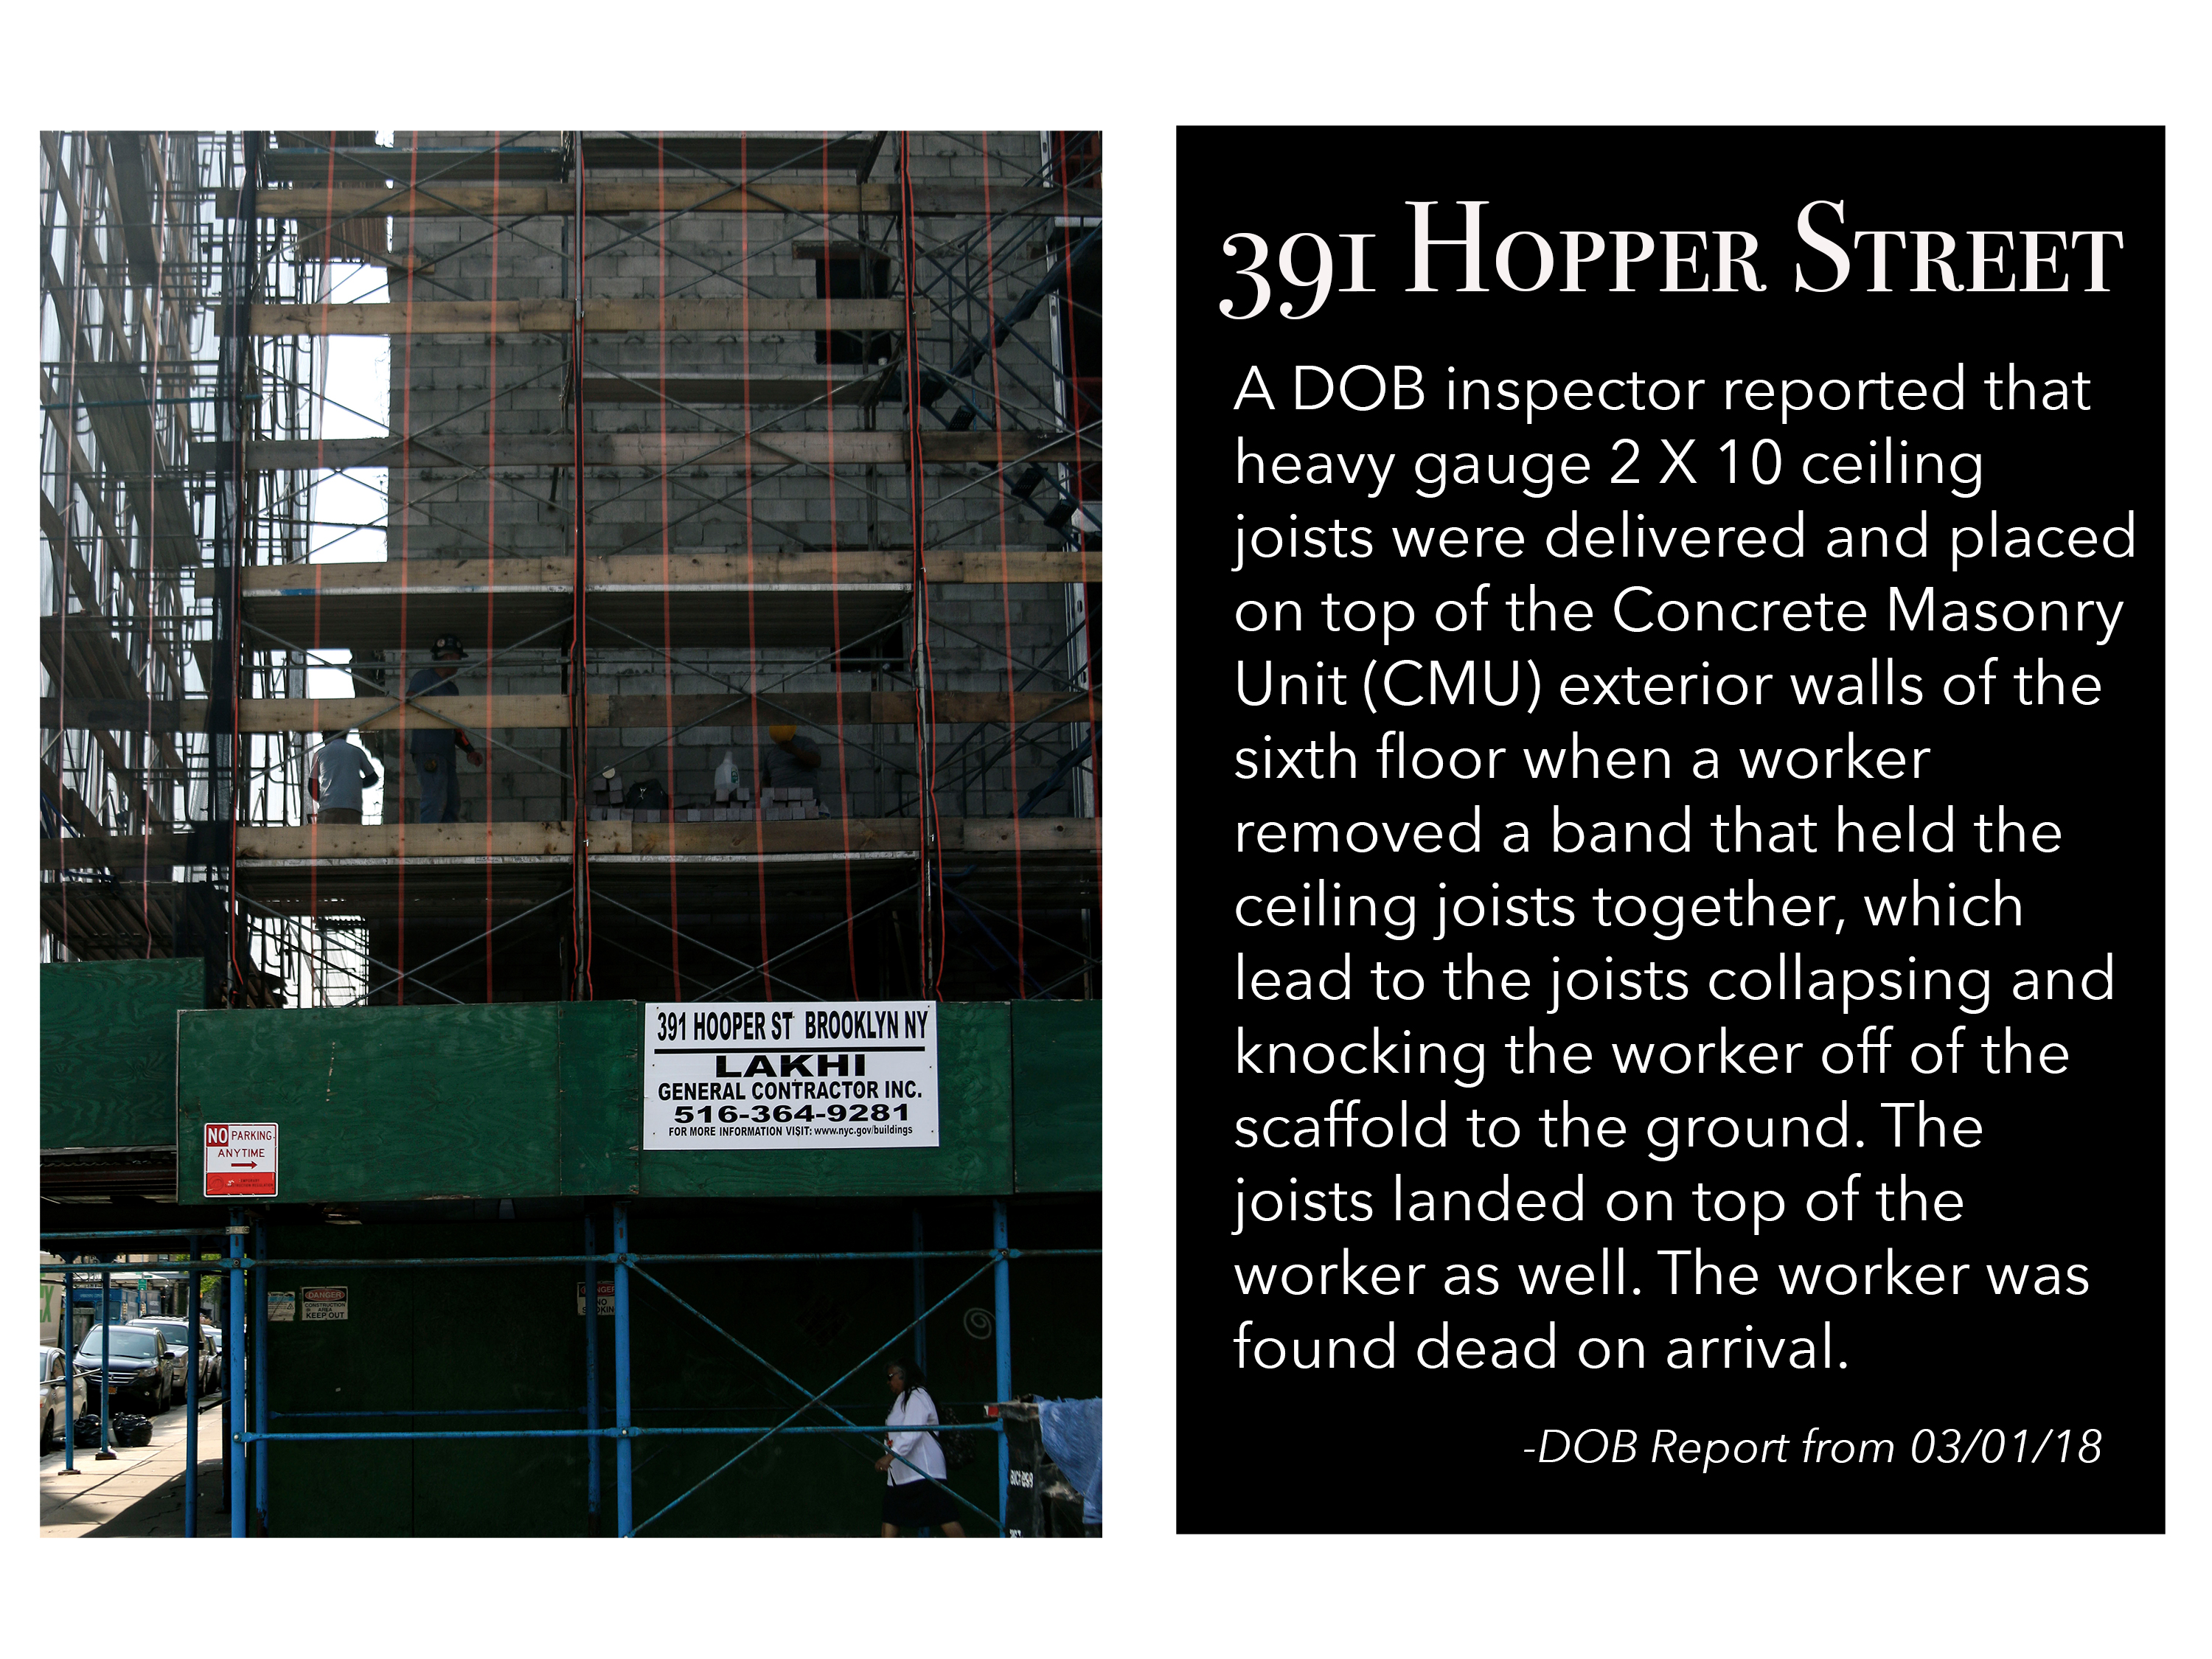 391 HOOPER ST BROOKLYN NY
LAKHI
GENERAL CONTRACTOR INC.
516-364-9281
FOR MORE INFORMATION VISIT: www.nyc.gov/buildings
NO PARKING
ANYTIME
DANGER
CONSTRUCTION
AREA
KEEP OUT
DANGER
NO
SMOKING
391 Hopper Street
A DOB inspector reported that
heavy gauge 2 X 10 ceiling
joists were delivered and placed
on top of the Concrete Masonry
Unit (CMU) exterior walls of the
sixth floor when a worker
removed a band that held the
ceiling joists together, which
lead to the joists collapsing and
knocking the worker off of the
scaffold to the ground. The
joists landed on top of the
worker as well. The worker was
found dead on arrival.
-DOB Report from 03/01/18